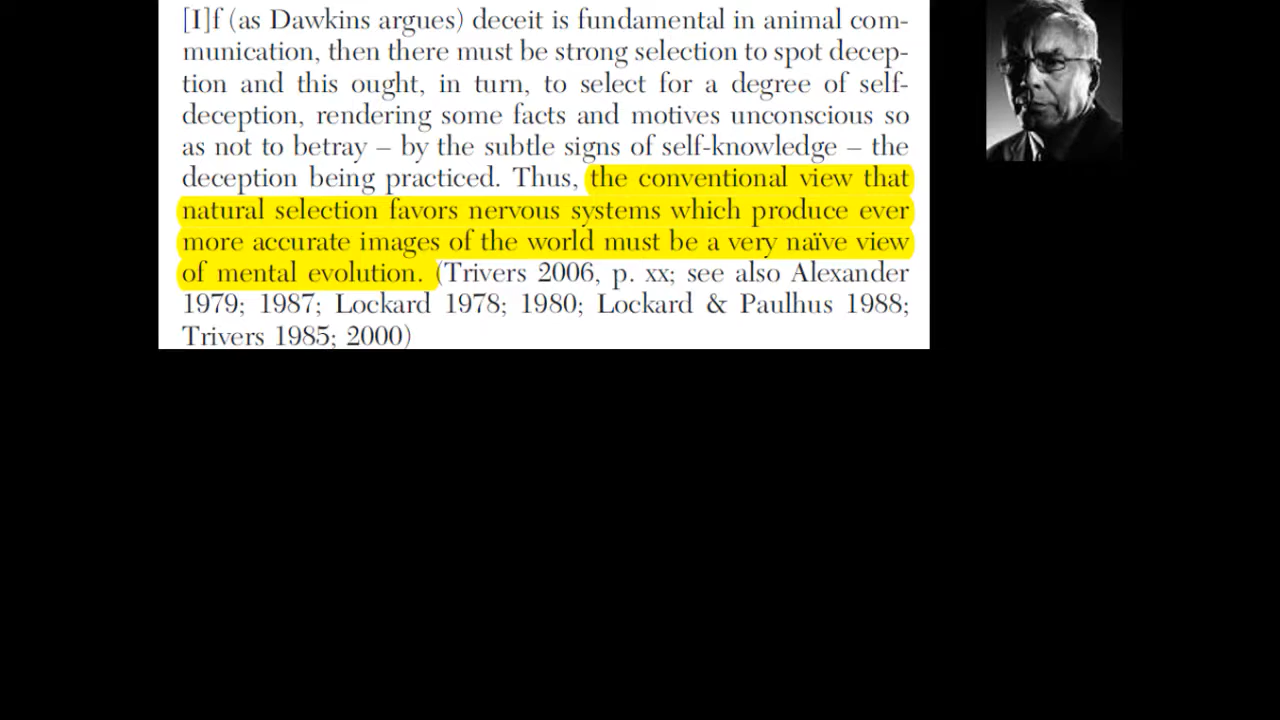 [I]f (as Dawkins argues) deceit is fundamental in animal com-
munication, then there must be strong selection to spot decep-
tion and this ought, in turn, to select for a degree of self-
deception, rendering some facts and motives unconscious so
as not to betray – by the subtle signs of self-knowledge – the
deception being practiced. Thus, the conventional view that
natural selection favors nervous systems which produce ever
more accurate images of the world must be a very naïve view
of mental evolution. (Trivers 2006, p. xx; see also Alexander
1979; 1987; Lockard 1978; 1980; Lockard & Paulhus 1988;
Trivers 1985; 2000)